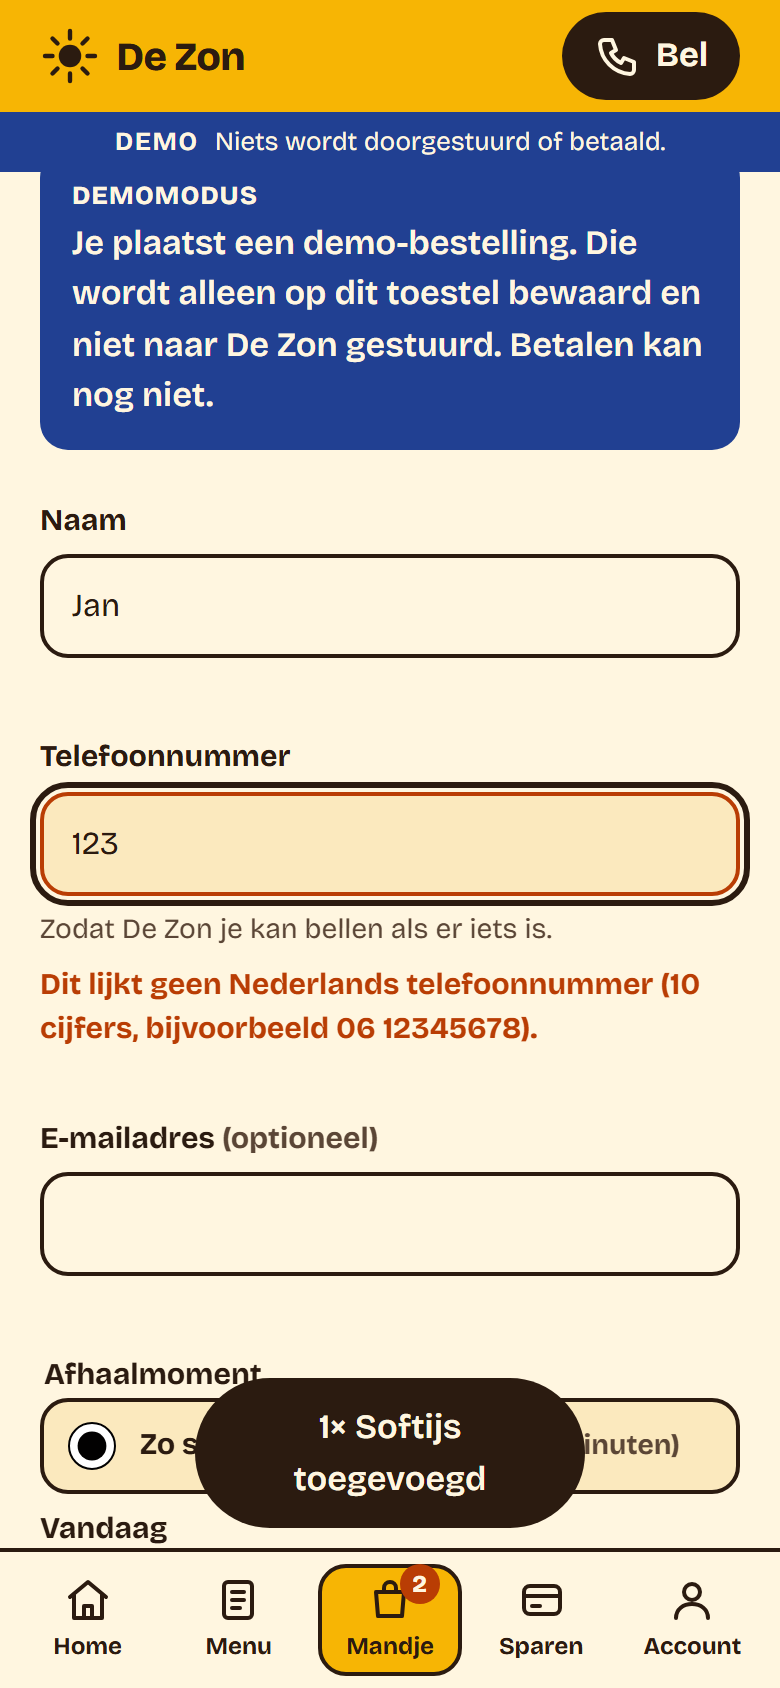 De Zon
Bel
DEMO Niets wordt doorgestuurd of betaald.
DEMOMODUS
Je plaatst een demo-bestelling. Die
wordt alleen op dit toestel bewaard en
niet naar De Zon gestuurd. Betalen kan
nog niet.
Naam
Jan
Telefoonnummer
123
Zodat De Zon je kan bellen als er iets is.
Dit lijkt geen Nederlands telefoonnummer (10
cijfers, bijvoorbeeld 06 12345678).
E-mailadres (optioneel)
Afhaalmoment
Zo
1× Softijs
toegevoegd
Vandaag
2
Home
Menu
Mandje
Sparen
Account